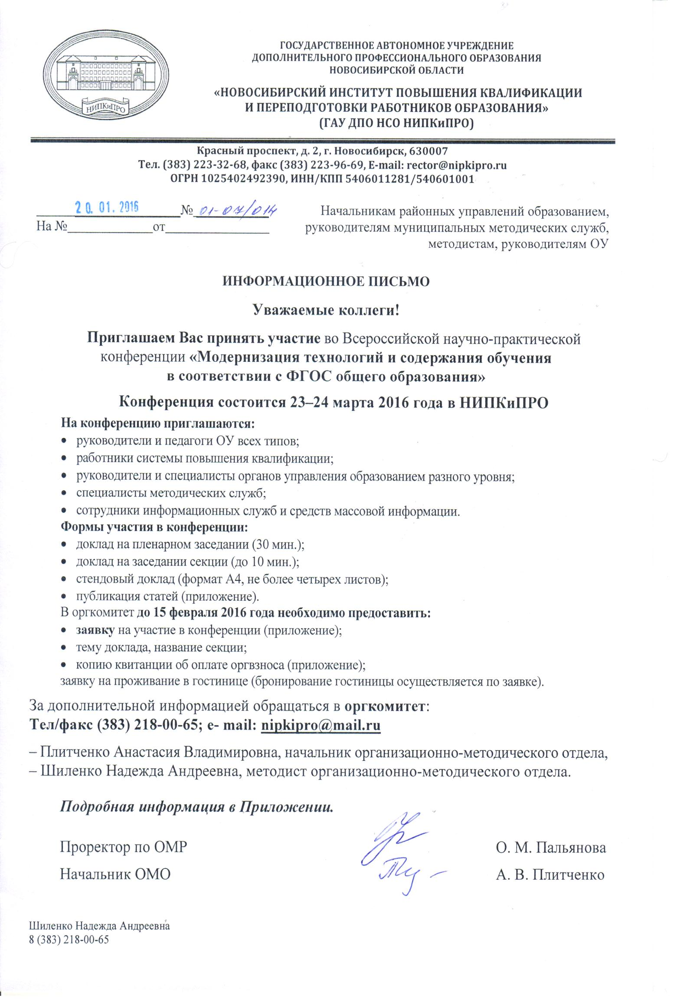 НИПКиПРО
ГОСУДАРСТВЕННОЕ АВТОНОМНОЕ УЧРЕЖДЕНИЕ
ДОПОЛНИТЕЛЬНОГО ПРОФЕССИОНАЛЬНОГО ОБРАЗОВАНИЯ
НОВОСИБИРСКОЙ ОБЛАСТИ
«НОВОСИБИРСКИЙ ИНСТИТУТ ПОВЫШЕНИЯ КВАЛИФИКАЦИИ
И ПЕРЕПОДГОТОВКИ РАБОТНИКОВ ОБРАЗОВАНИЯ»
(ГАУ ДПО НСО НИПКиПРО)
Красный проспект, д. 2, г. Новосибирск, 630007
Тел. (383) 223-32-68, факс (383) 223-96-69, E-mail: rector@nipkipro.ru
ОГРН 1025402492390, ИНН/КПП 5406011281/540601001
20. 01. 2016 № 01-07/014
На №_____________от________________
Начальникам районных управлений образованием,
руководителям муниципальных методических служб,
методистам, руководителям ОУ
ИНФОРМАЦИОННОЕ ПИСЬМО
Уважаемые коллеги!
Приглашаем Вас принять участие во Всероссийской научно-практической
конференции «Модернизация технологий и содержания обучения
в соответствии с ФГОС общего образования»
Конференция состоится 23–24 марта 2016 года в НИПКиПРО
На конференцию приглашаются:
• руководители и педагоги ОУ всех типов;
• работники системы повышения квалификации;
• руководители и специалисты органов управления образованием разного уровня;
• специалисты методических служб;
• сотрудники информационных служб и средств массовой информации.
Формы участия в конференции:
• доклад на пленарном заседании (30 мин.);
• доклад на заседании секции (до 10 мин.);
• стендовый доклад (формат А4, не более четырех листов);
• публикация статей (приложение).
В оргкомитет до 15 февраля 2016 года необходимо предоставить:
• заявку на участие в конференции (приложение);
• тему доклада, название секции;
• копию квитанции об оплате оргвзноса (приложение);
заявку на проживание в гостинице (бронирование гостиницы осуществляется по заявке).
За дополнительной информацией обращаться в оргкомитет:
Тел/факс (383) 218-00-65; e- mail: nipkipro@mail.ru
– Плитченко Анастасия Владимировна, начальник организационно-методического отдела,
– Шиленко Надежда Андреевна, методист организационно-методического отдела.
Подробная информация в Приложении.
Проректор по ОМР О. М. Пальянова
Начальник ОМО А. В. Плитченко
Шиленко Надежда Андреевна
8 (383) 218-00-65